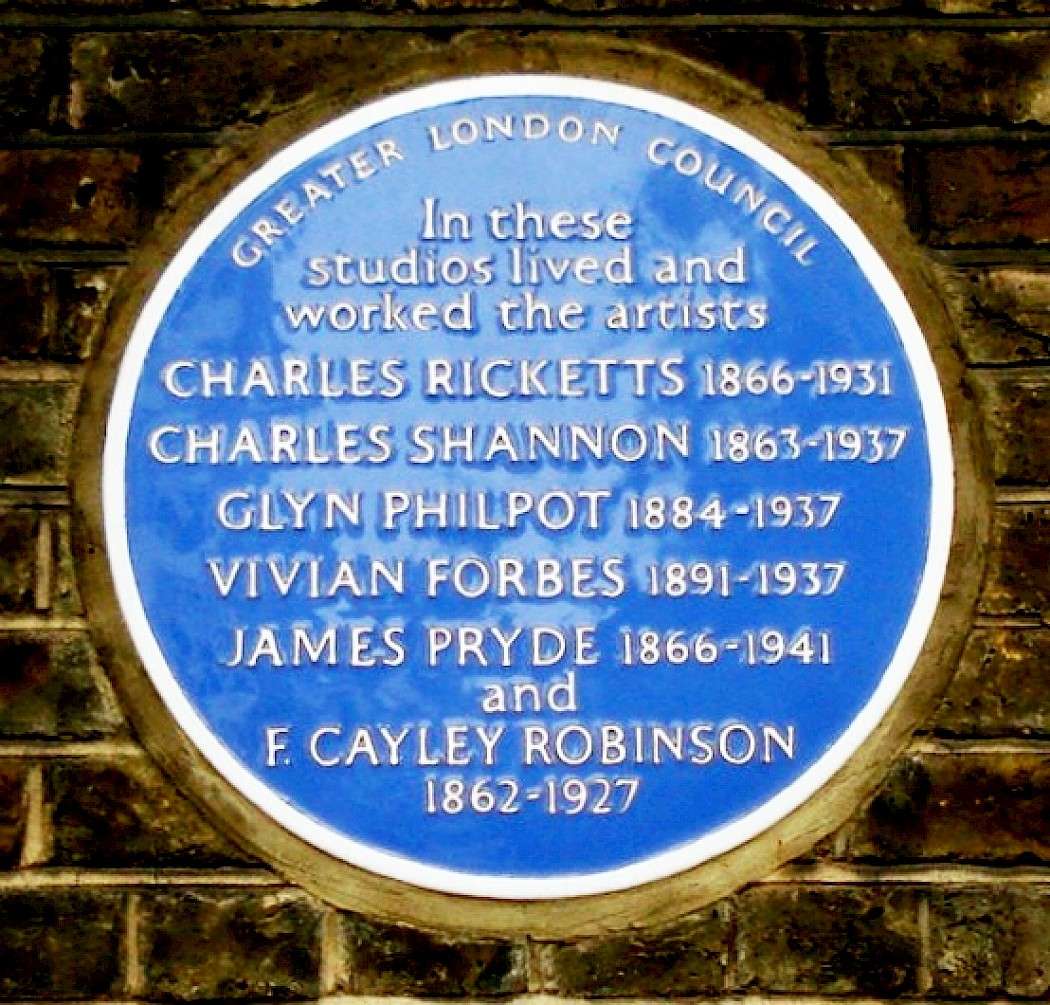 GREATER LONDON COUNCIL
In these
studios lived and
worked the artists
CHARLES RICKETTS 1866-1931
CHARLES SHANNON 1863-1937
GLYN PHILPOT 1884-1937
VIVIAN FORBES 1891-1937
JAMES PRYDE 1866-1941
and
F. CAYLEY ROBINSON
1862-1927